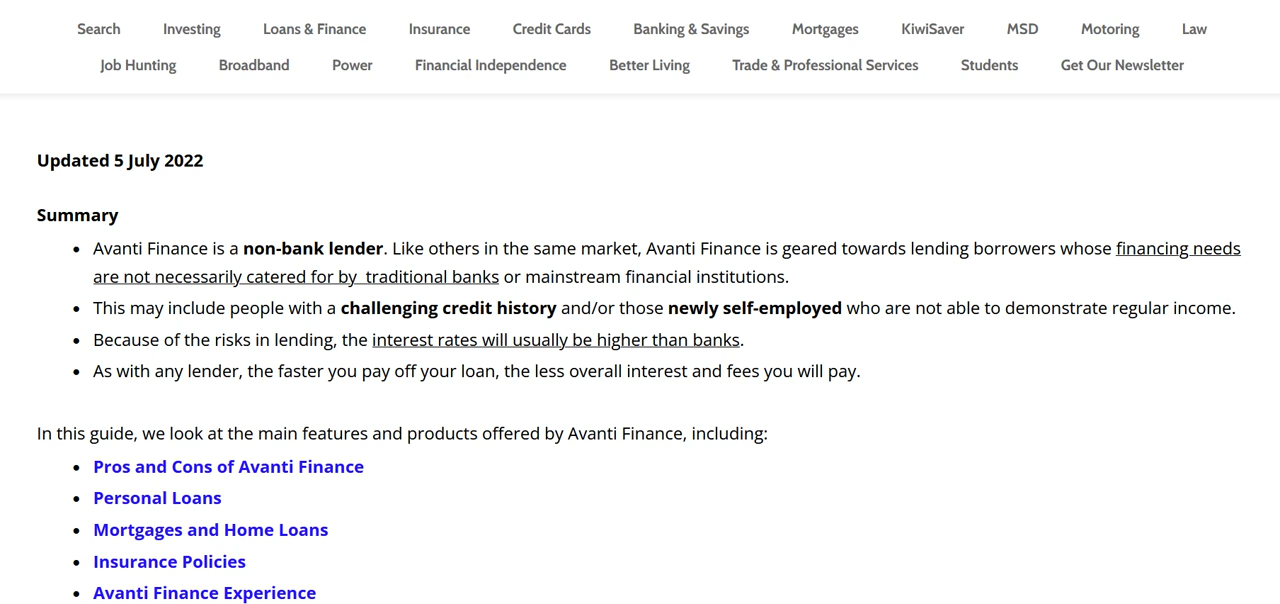 Search Investing Loans & Finance Insurance Credit Cards Banking & Savings Mortgages KiwiSaver MSD Motoring Law
Job Hunting Broadband Power Financial Independence Better Living Trade & Professional Services Students Get Our Newsletter
Updated 5 July 2022
Summary
Avanti Finance is a non-bank lender. Like others in the same market, Avanti Finance is geared towards lending borrowers whose financing needs
are not necessarily catered for by  traditional banks or mainstream financial institutions.
This may include people with a challenging credit history and/or those newly self-employed who are not able to demonstrate regular income.
Because of the risks in lending, the interest rates will usually be higher than banks.
As with any lender, the faster you pay off your loan, the less overall interest and fees you will pay.
In this guide, we look at the main features and products offered by Avanti Finance, including:
Pros and Cons of Avanti Finance
Personal Loans
Mortgages and Home Loans
Insurance Policies
Avanti Finance Experience